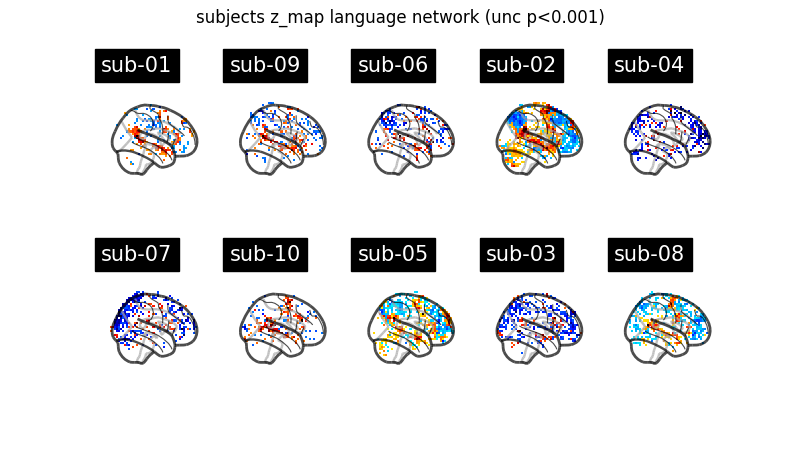 subjects z_map language network (unc p<0.001)
sub-01
sub-09
sub-06
sub-02
sub-04
sub-07
sub-10
sub-05
sub-03
sub-08